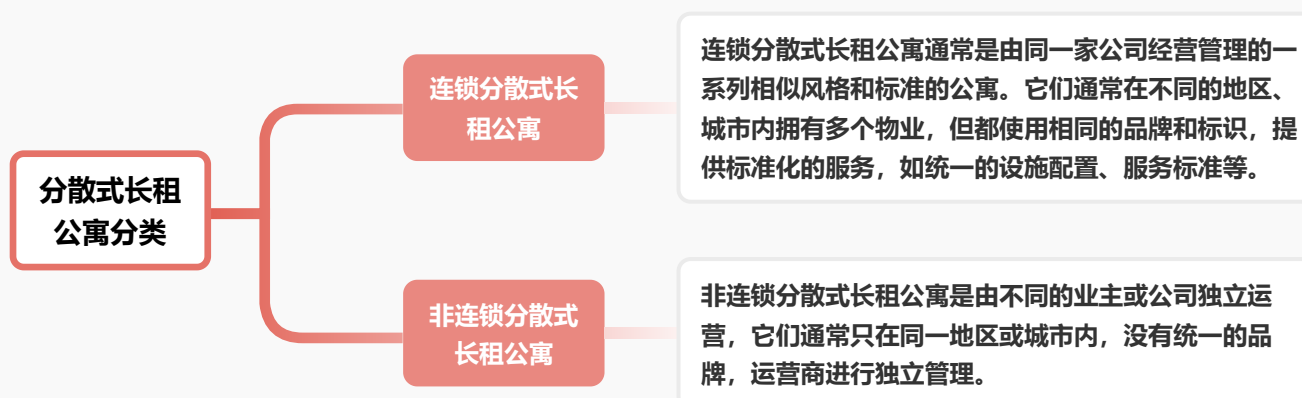 分散式长租
公寓分类
连锁分散式长
租公寓
连锁分散式长租公寓通常是由同一家公司经营管理的一
系列相似风格和标准的公寓。它们通常在不同的地区、
城市内拥有多个物业，但都使用相同的品牌和标识，提
供标准化的服务，如统一的设施配置、服务标准等。
非连锁分散式
长租公寓
非连锁分散式长租公寓是由不同的业主或公司独立运
营，它们通常只在同一地区或城市内，没有统一的品
牌，运营商进行独立管理。